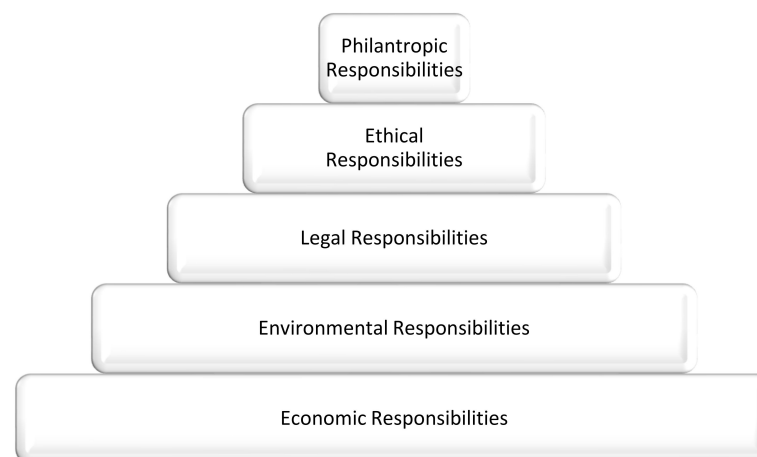 Philantropic
Responsibilities
Ethical
Responsibilities
Legal Responsibilities
Environmental Responsibilities
Economic Responsibilities